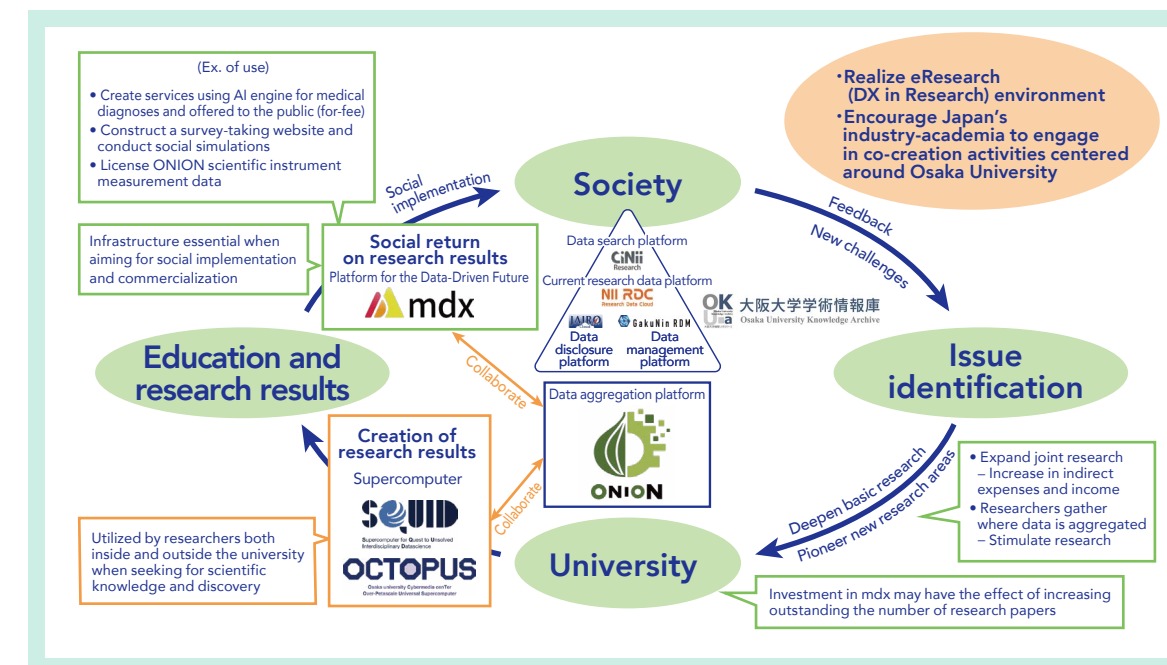 (Ex. of use)
• Create services using AI engine for medical
diagnoses and offered to the public (for-fee)
• Construct a survey-taking website and
conduct social simulations
• License ONION scientific instrument
measurement data
Infrastructure essential when
aiming for social implementation
and commercialization
Social
implementation
Society
・Realize eResearch
(DX in Research) environment
・Encourage Japan's
industry-academia to engage
in co-creation activities centered
around Osaka University
Feedback
New challenges
Social return
on research results
Platform for the Data-Driven Future
mdx
Data search platform
CiNii
Research
Current research data platform
NII RDC
Research Data Cloud
JAIRO
GakuNin RDM
Data
disclosure
platform
Data
management
platform
OUKA
大阪大学学術情報庫
Osaka University Knowledge Archive
Education and
research results
Issue
identification
Collaborate
Data aggregation platform
ONION
Collaborate
Creation of
research results
Supercomputer
SQUID
Supercomputer for Quest to Unsolved
Interdisciplinary Datascience
OCTOPUS
Osaka university Cybermedia cenTer
Over-Petascale Universal Supercomputer
Utilized by researchers both
inside and outside the university
when seeking for scientific
knowledge and discovery
University
Deepen basic research
Pioneer new research areas
• Expand joint research
– Increase in indirect
expenses and income
• Researchers gather
where data is aggregated
– Stimulate research
Investment in mdx may have the effect of increasing
outstanding the number of research papers